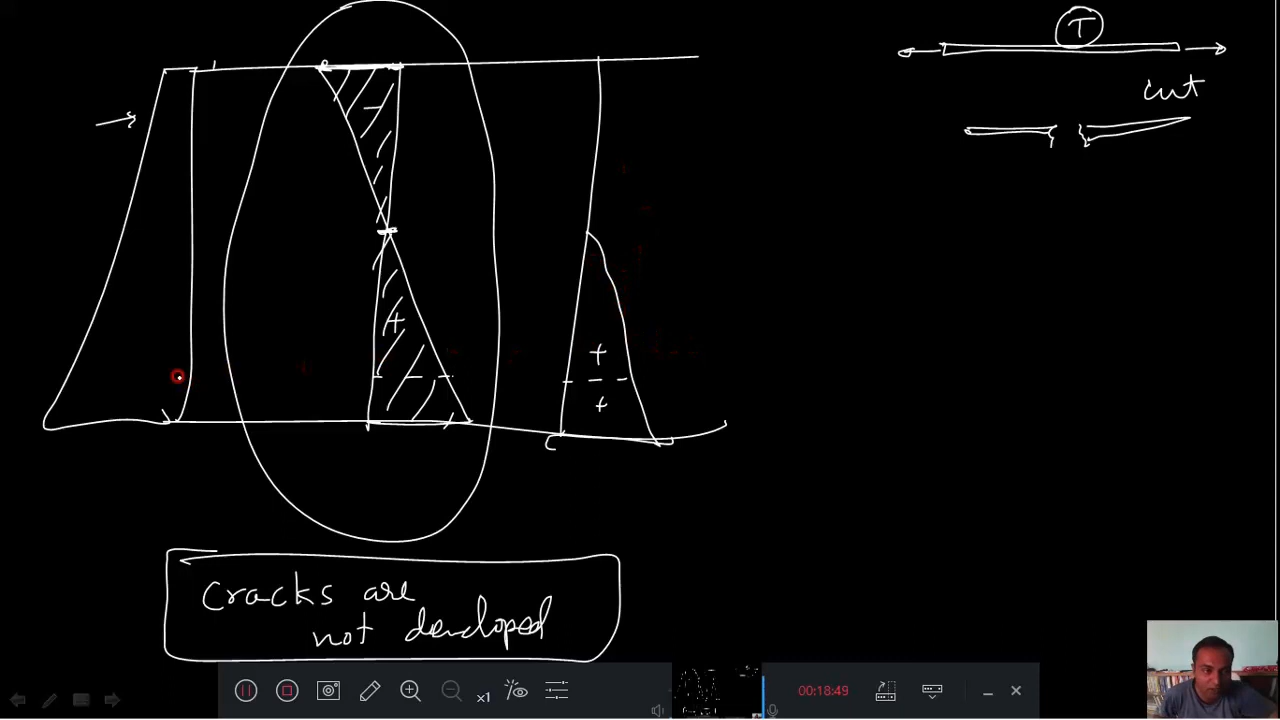 T
cut
-
+
+
+
cracks are
not developed
x1
00:18:49